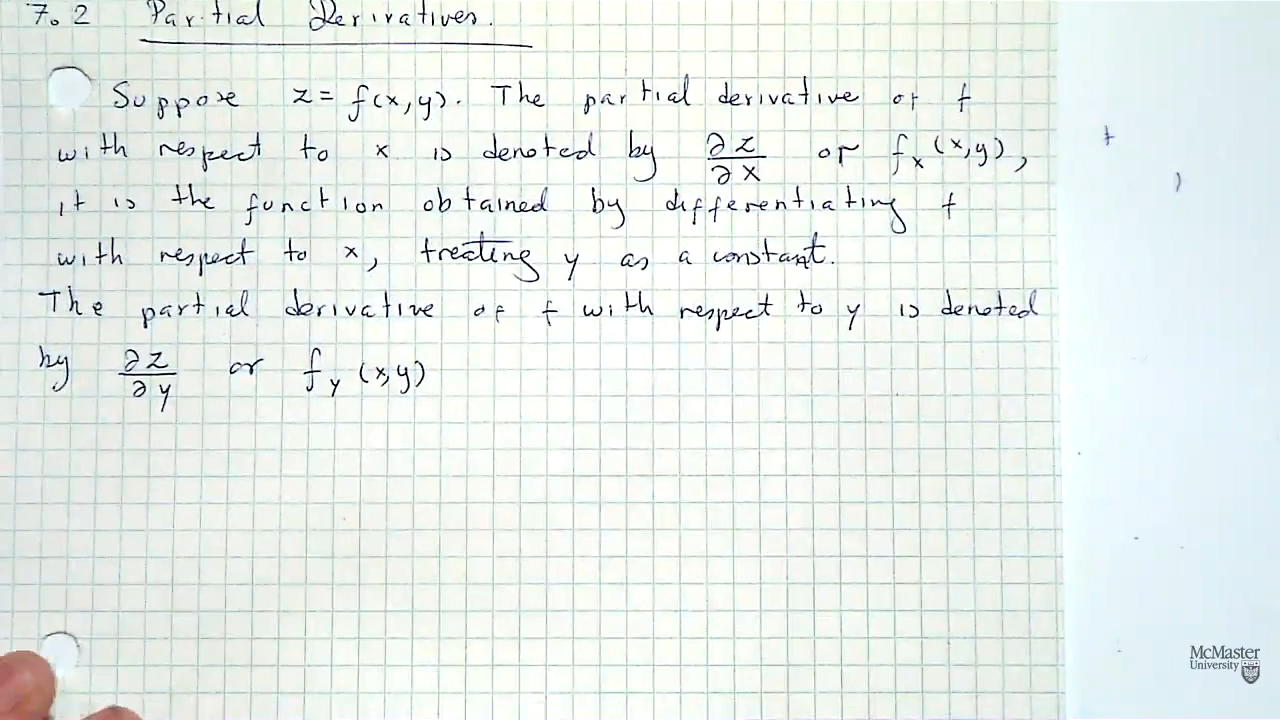 7.2 Partial Derivatives.
Suppose z = f(x,y). The partial derivative of f
with respect to x is denoted by ∂z/∂x or fₓ(x,y),
it is the function obtained by differentiating f
with respect to x, treating y as a constant.
The partial derivative of f with respect to y is denoted
by ∂z/∂y or f_y (x,y)
McMaster
University